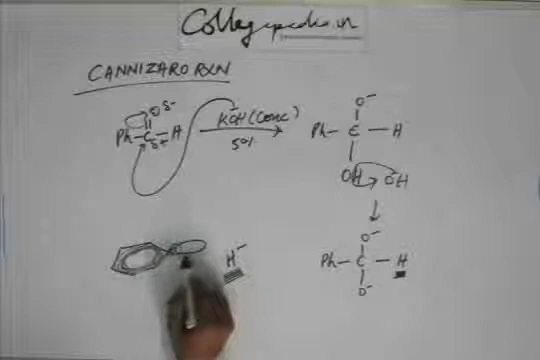 Collegepedia.in
CANNIZARO RXN
O δ-
Ph-C-H
δ+
KOH (Conc)
50%
O-
Ph-C-H
OH → OH
O-
Ph-C-H
O-
H-